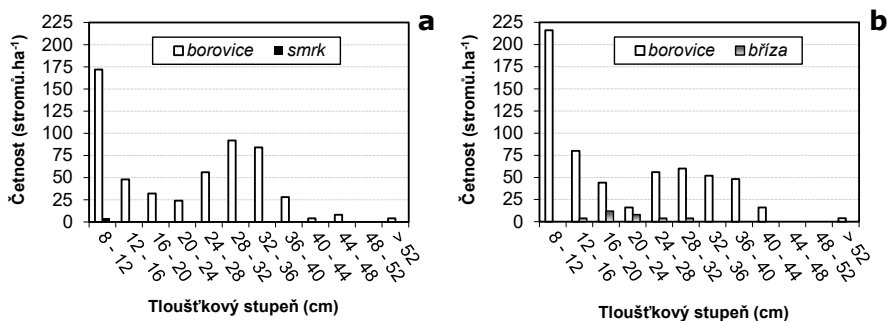 a
Četnost (stromů.ha-1)
225
200
175
150
125
100
75
50
25
0
borovice smrk
8 - 12
12 - 16
16 - 20
20 - 24
24 - 28
28 - 32
32 - 36
36 - 40
40 - 44
44 - 48
48 - 52
> 52
Tloušťkový stupeň (cm)
b
Četnost (stromů.ha-1)
225
200
175
150
125
100
75
50
25
0
borovice bříza
8 - 12
12 - 16
16 - 20
20 - 24
24 - 28
28 - 32
32 - 36
36 - 40
40 - 44
44 - 48
48 - 52
> 52
Tloušťkový stupeň (cm)